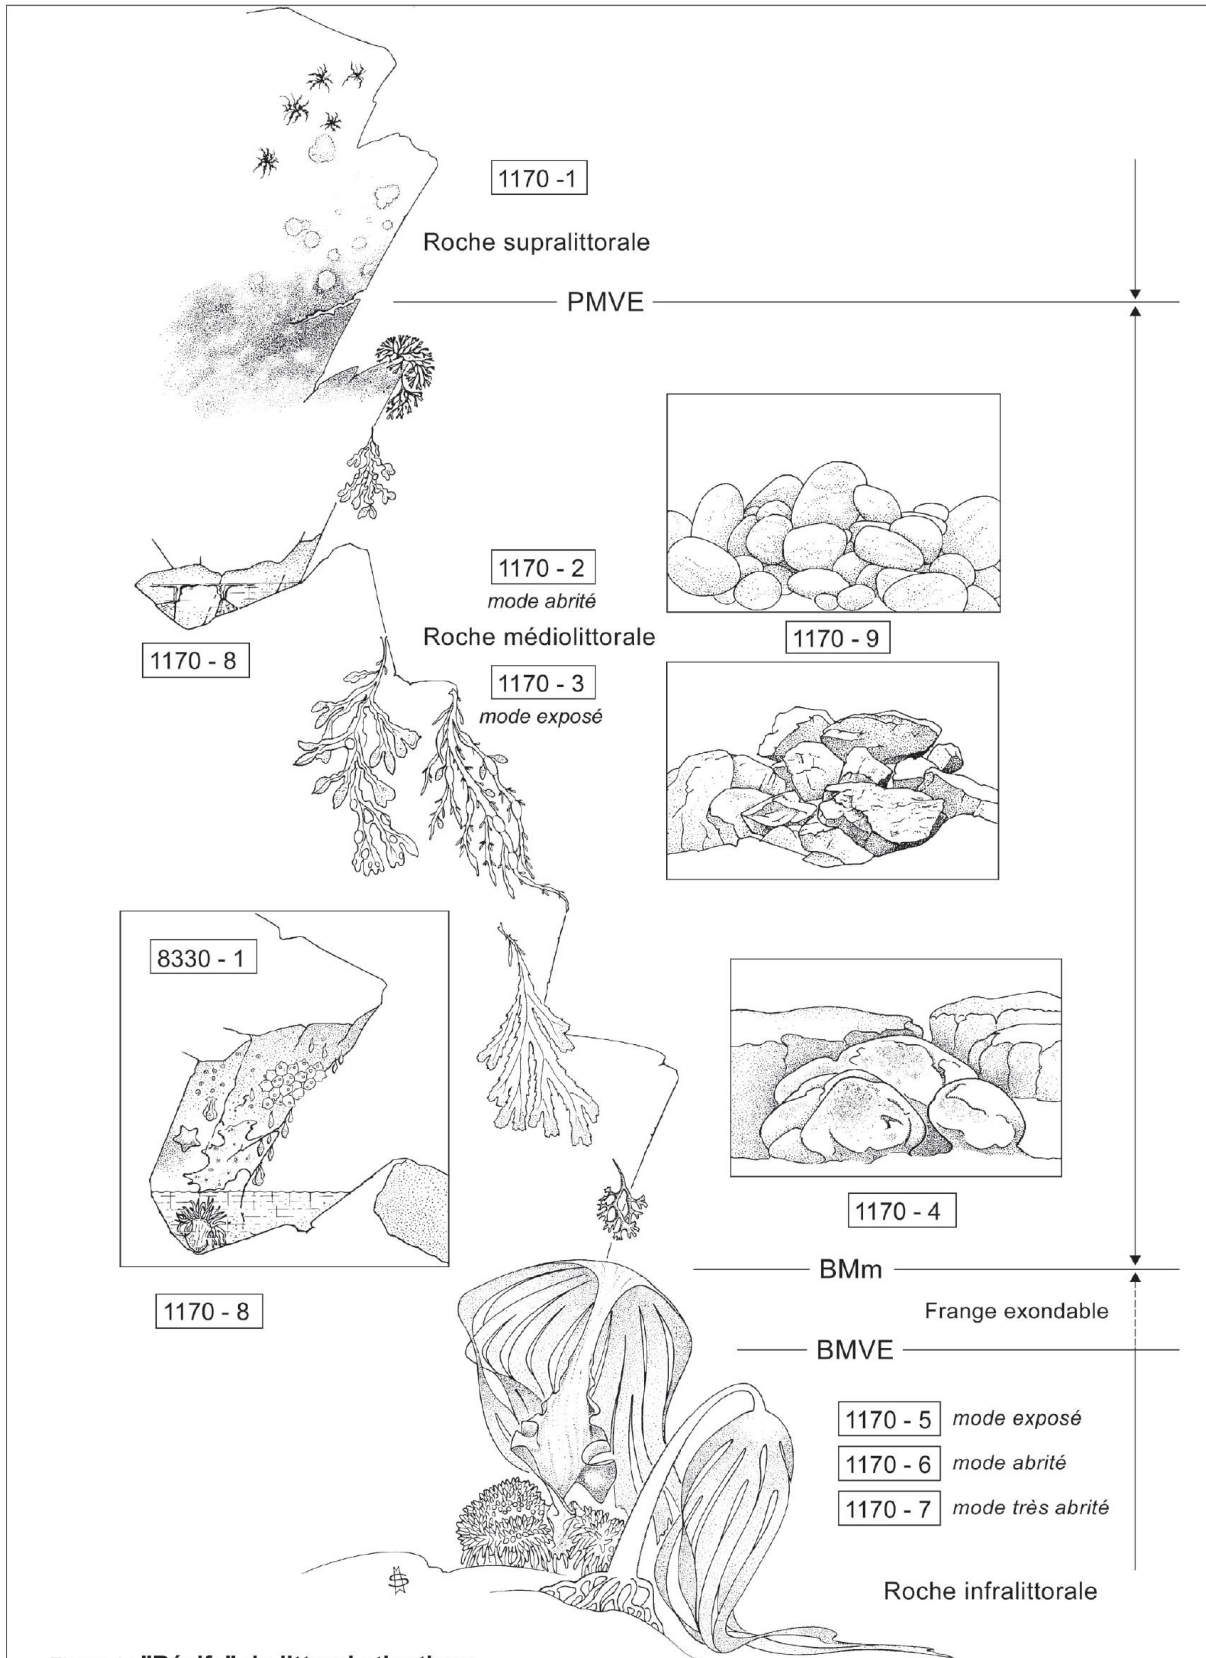 1170 -1
Roche supralittorale
PMVE
1170 - 2
mode abrité
Roche médiolittorale
1170 - 3
mode exposé
1170 - 8
1170 - 9
8330 - 1
1170 - 8
1170 - 4
BMm
Frange exondable
BMVE
1170 - 5 mode exposé
1170 - 6 mode abrité
1170 - 7 mode très abrité
Roche infralittorale